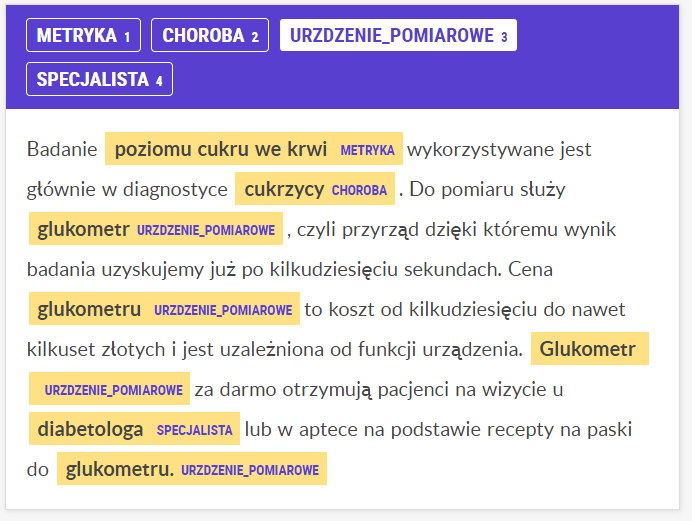 METRYKA 1 CHOROBA 2 URZDZENIE_POMIAROWE 3
SPECJALISTA 4
Badanie poziomu cukru we krwi METRYKA wykorzystywane jest
głównie w diagnostyce cukrzycy CHOROBA . Do pomiaru służy
glukometr URZDZENIE_POMIAROWE , czyli przyrząd dzięki któremu wynik
badania uzyskujemy już po kilkudziesięciu sekundach. Cena
glukometru URZDZENIE_POMIAROWE to koszt od kilkudziesięciu do nawet
kilkuset złotych i jest uzależniona od funkcji urządzenia. Glukometr
URZDZENIE_POMIAROWE za darmo otrzymują pacjenci na wizycie u
diabetologa SPECJALISTA lub w aptece na podstawie recepty na paski
do glukometru. URZDZENIE_POMIAROWE